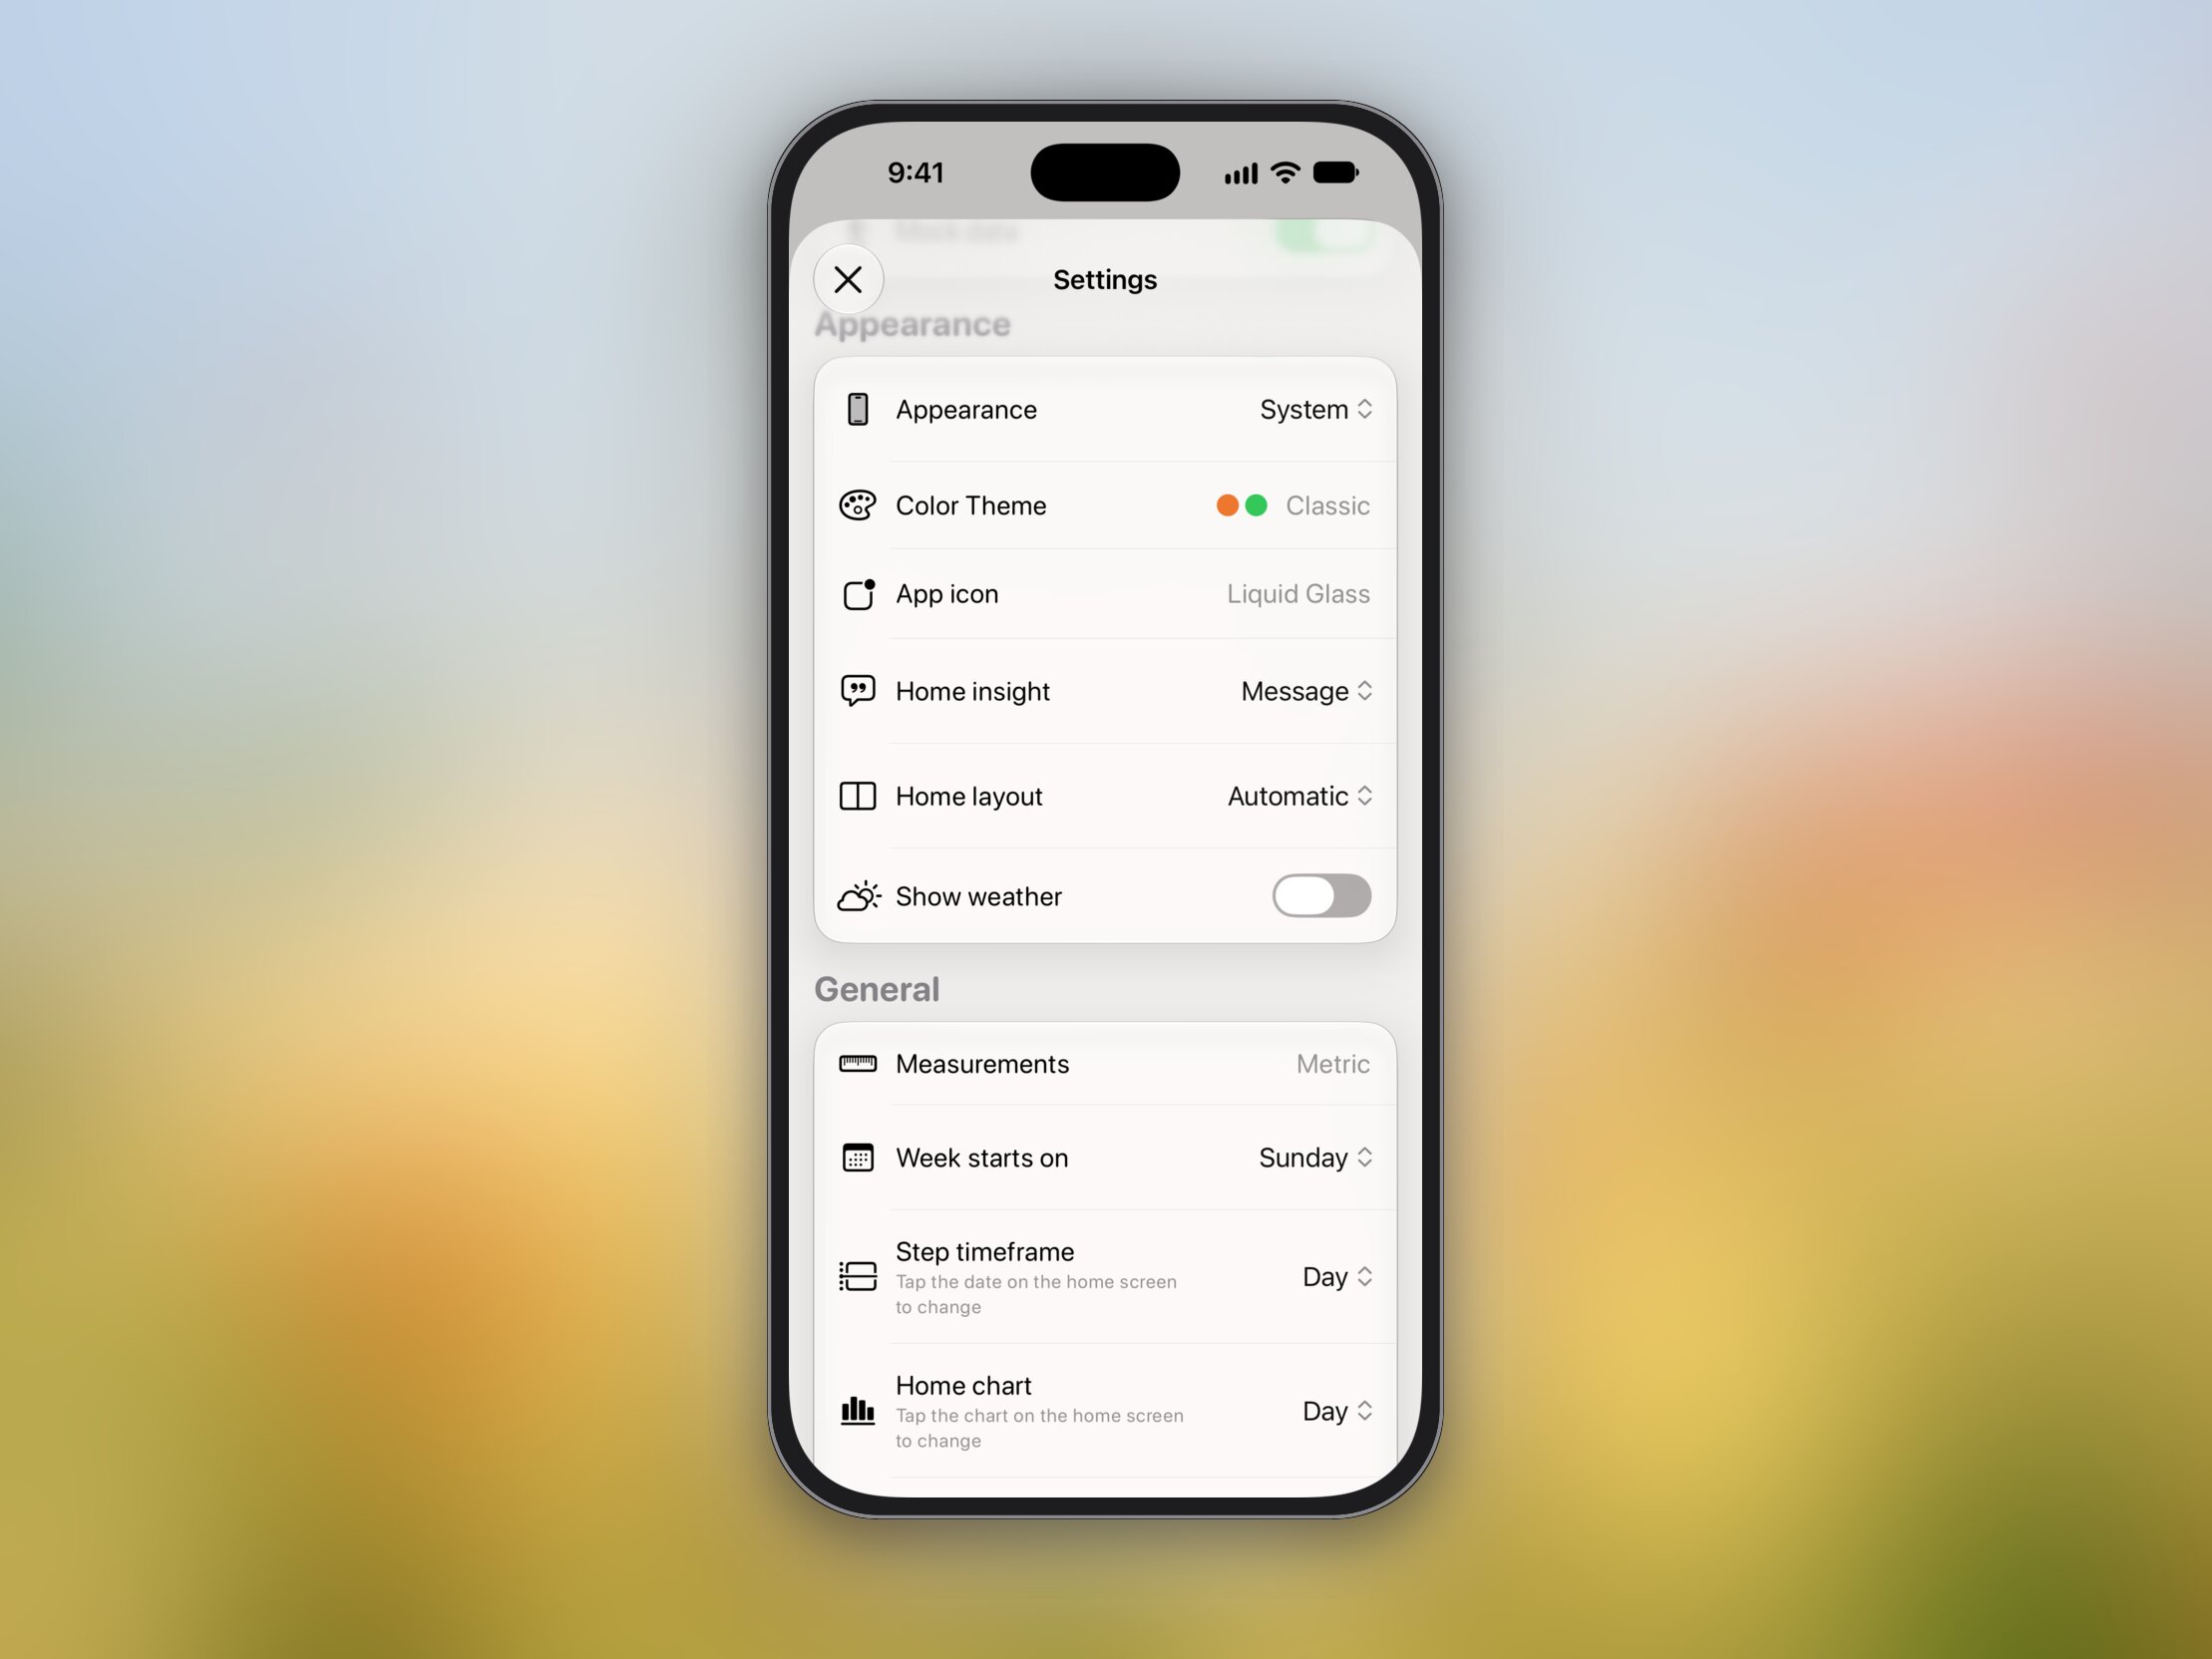 9:41
Mock data
Settings
Appearance
Appearance
System
Color Theme
Classic
App icon
Liquid Glass
Home insight
Message
Home layout
Automatic
Show weather
General
Measurements
Metric
Week starts on
Sunday
Step timeframe
Tap the date on the home screen
to change
Day
Home chart
Tap the chart on the home screen
to change
Day